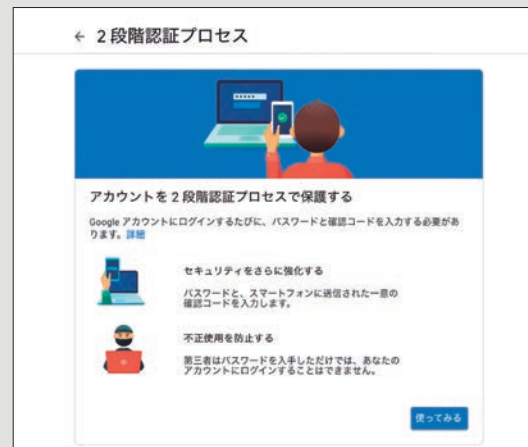 ← 2 段階認証プロセス
アカウントを 2 段階認証プロセスで保護する
Google アカウントにログインするたびに、パスワードと確認コードを入力する必要があ
ります。詳細
セキュリティをさらに強化する
パスワードと、スマートフォンに送信された一意の
確認コードを入力します。
不正使用を防止する
第三者はパスワードを入手しただけでは、あなたの
アカウントにログインすることはできません。
使ってみる